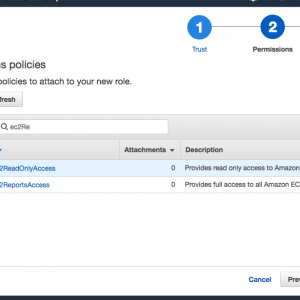 1 2
Trust Permissions
s policies
policies to attach to your new role.
fresh
ec2Re
Attachments Description
2ReadOnlyAccess 0 Provides read only access to Amazon
2ReportsAccess 0 Provides full access to all Amazon EC
Cancel Prev